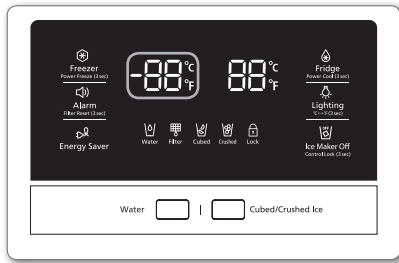 Freezer
Power Freeze (3 sec)
Alarm
Filter Reset (3 sec)
Energy Saver
-88 °C °F
88 °C °F
Fridge
Power Cool (3 sec)
Lighting
°C↔°F (3 sec)
Ice Maker Off
Control Lock (3 sec)
Water Filter Cubed Crushed Lock
Water | Cubed/Crushed Ice